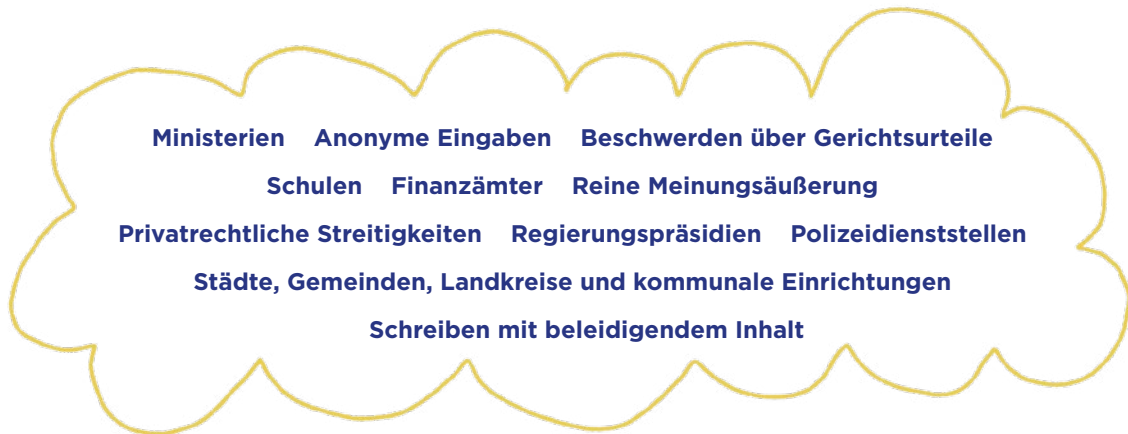 Ministerien Anonyme Eingaben Beschwerden über Gerichtsurteile
Schulen Finanzämter Reine Meinungsäußerung
Privatrechtliche Streitigkeiten Regierungspräsidien Polizeidienststellen
Städte, Gemeinden, Landkreise und kommunale Einrichtungen
Schreiben mit beleidigendem Inhalt